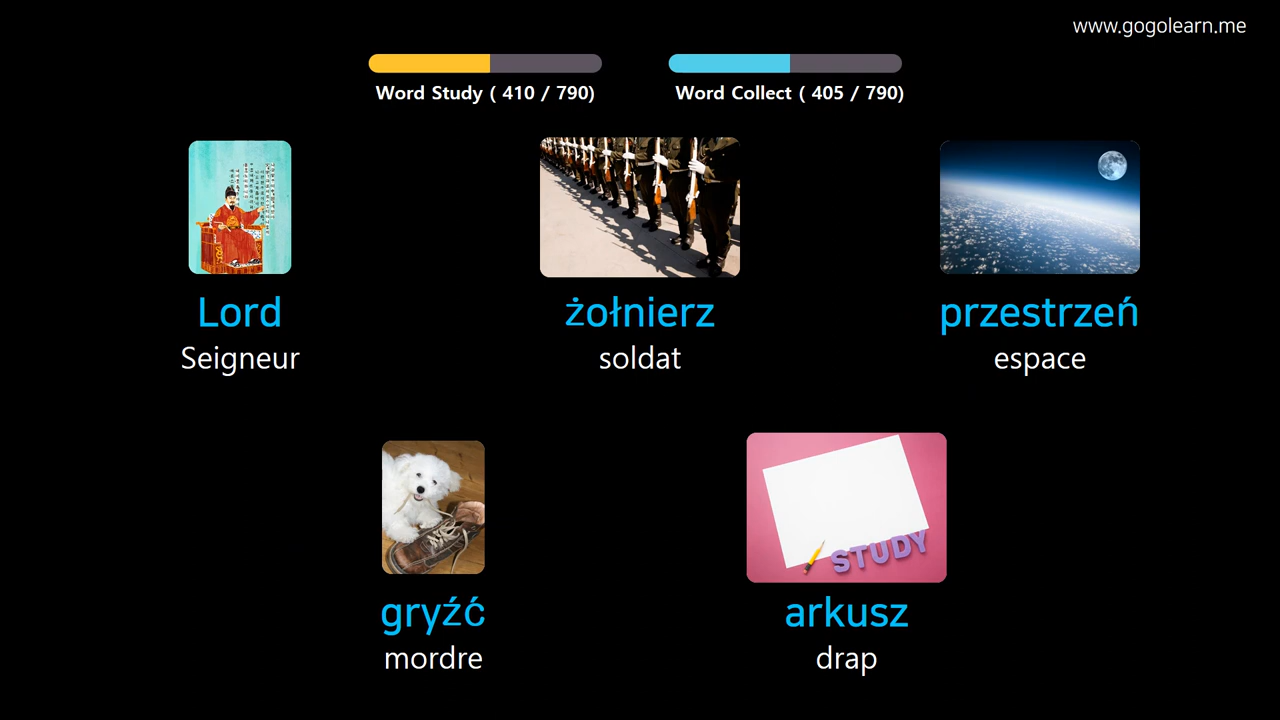 www.gogolearn.me
Word Study ( 410 / 790)
Word Collect ( 405 / 790)
Lord
Seigneur
żołnierz
soldat
przestrzeń
espace
STUDY
gryźć
mordre
arkusz
drap